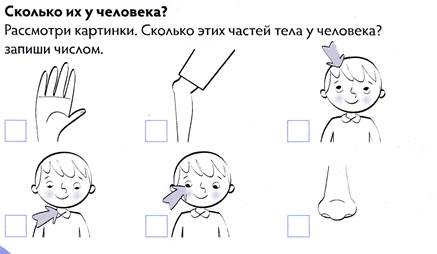 Сколько их у человека?
Рассмотри картинки. Сколько этих частей тела у человека?
запиши числом.